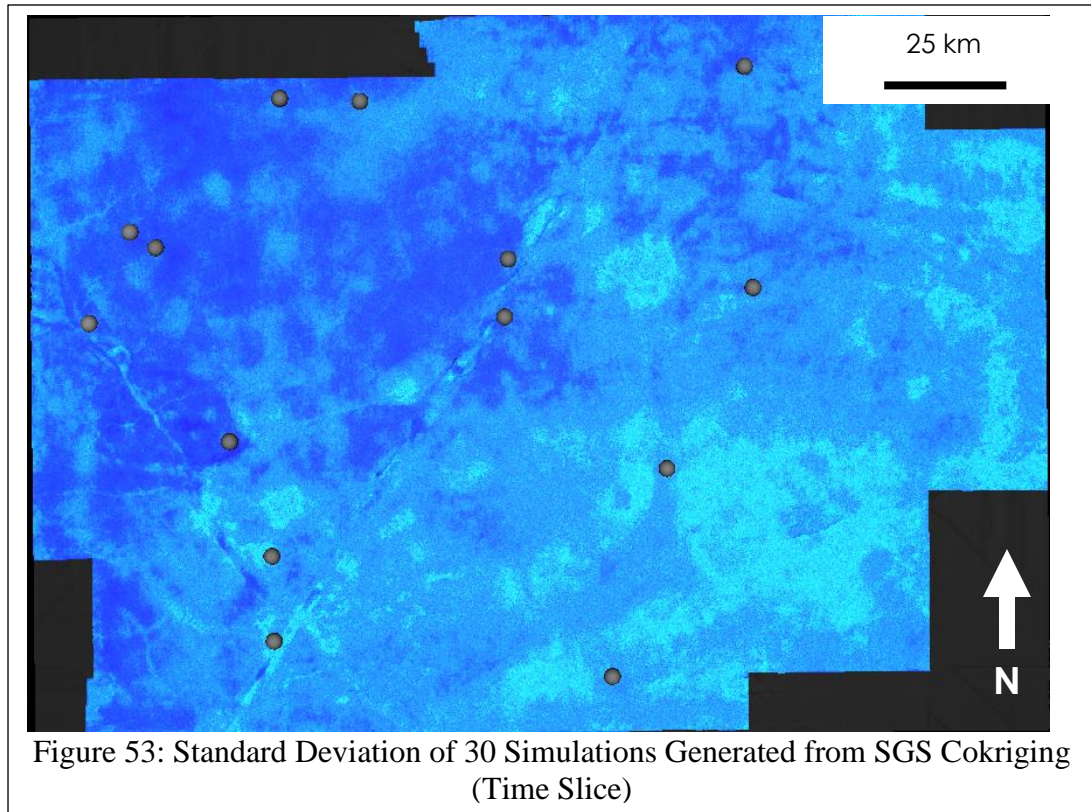 25 km
N
Figure 53: Standard Deviation of 30 Simulations Generated from SGS Cokriging
(Time Slice)